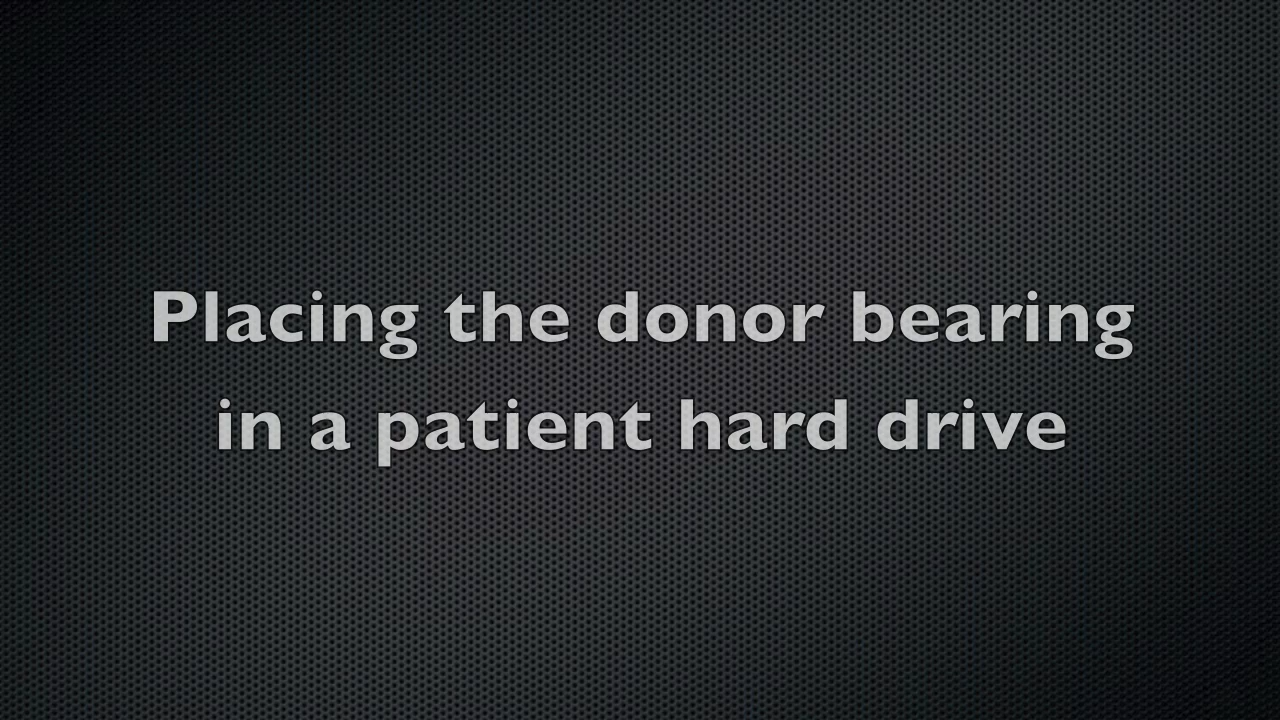 Placing the donor bearing
in a patient hard drive